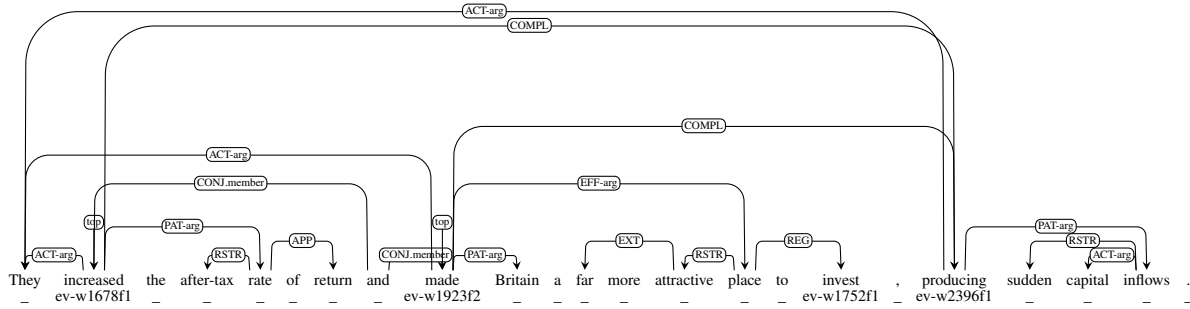 ACT-arg
COMPL
COMPL
ACT-arg
CONJ.member EFF-arg
top top
PAT-arg PAT-arg
APP EXT REG RSTR
ACT-arg RSTR CONJ.member PAT-arg RSTR ACT-arg
They increased the after-tax rate of return and made Britain a far more attractive place to invest , producing sudden capital inflows .
_ ev-w1678f1 _ _ _ _ _ _ ev-w1923f2 _ _ _ _ _ _ _ ev-w1752f1 _ ev-w2396f1 _ _ _ _